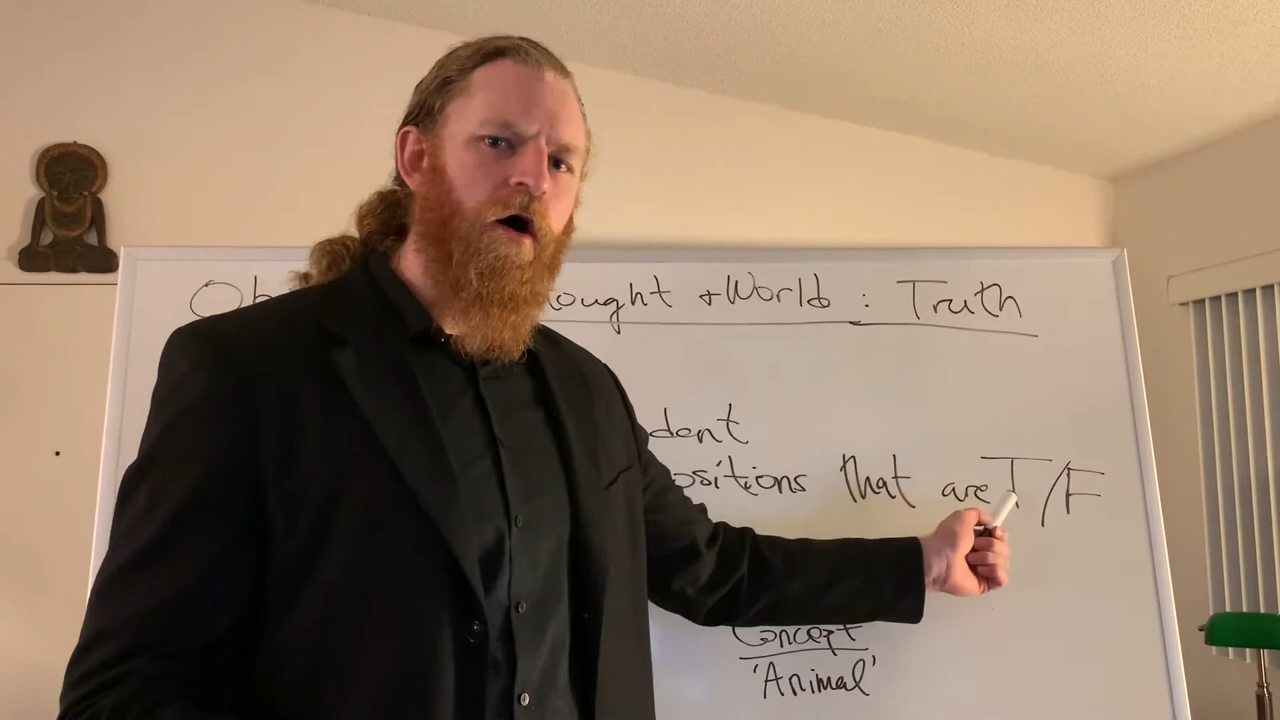 Ob ought + World : Truth
dent
ositions that are T/F
Concept
'Animal'